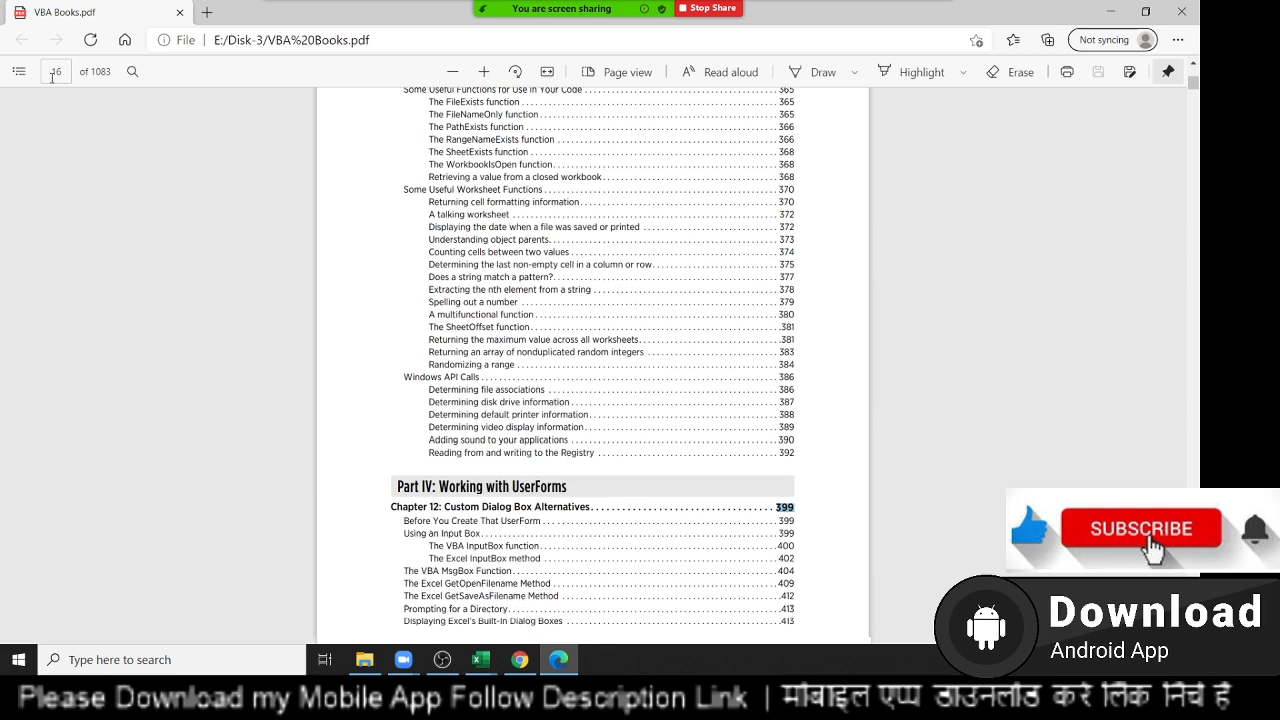 VBA Books.pdf
You are screen sharing
Stop Share
File
E:/Disk-3/VBA%20Books.pdf
Not syncing
16 of 1083
Page view
Read aloud
Draw
Highlight
Erase
Some Useful Functions for Use in Your Code 365
The FileExists function 365
The FileNameOnly function 365
The PathExists function 366
The RangeNameExists function 366
The SheetExists function 368
The WorkbookIsOpen function 368
Retrieving a value from a closed workbook 368
Some Useful Worksheet Functions 370
Returning cell formatting information 370
A talking worksheet 372
Displaying the date when a file was saved or printed 372
Understanding object parents 373
Counting cells between two values 374
Determining the last non-empty cell in a column or row 375
Does a string match a pattern? 377
Extracting the nth element from a string 378
Spelling out a number 379
A multifunctional function 380
The SheetOffset function 381
Returning the maximum value across all worksheets 381
Returning an array of nonduplicated random integers 383
Randomizing a range 384
Windows API Calls 386
Determining file associations 386
Determining disk drive information 387
Determining default printer information 388
Determining video display information 389
Adding sound to your applications 390
Reading from and writing to the Registry 392
Part IV: Working with UserForms
Chapter 12: Custom Dialog Box Alternatives 399
Before You Create That UserForm 399
Using an Input Box 399
The VBA InputBox function 400
The Excel InputBox method 402
The VBA MsgBox Function 404
The Excel GetOpenFilename Method 409
The Excel GetSaveAsFilename Method 412
Prompting for a Directory 413
Displaying Excel's Built-In Dialog Boxes 413
SUBSCRIBE
Download
Android App
Type here to search
Please Download my Mobile App Follow Description Link | मोबाइल एप्प डाउनलोड करे लिंक निचे है